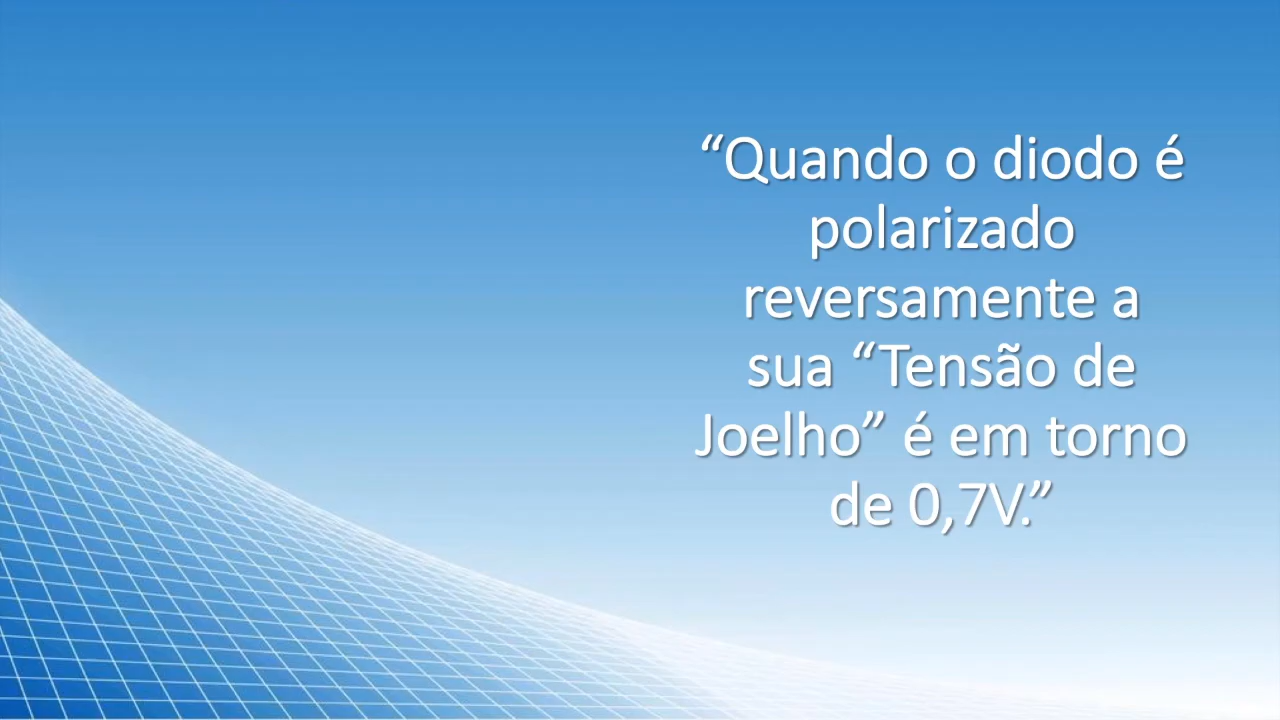 “Quando o diodo é
polarizado
reversamente a
sua “Tensão de
Joelho” é em torno
de 0,7V.”